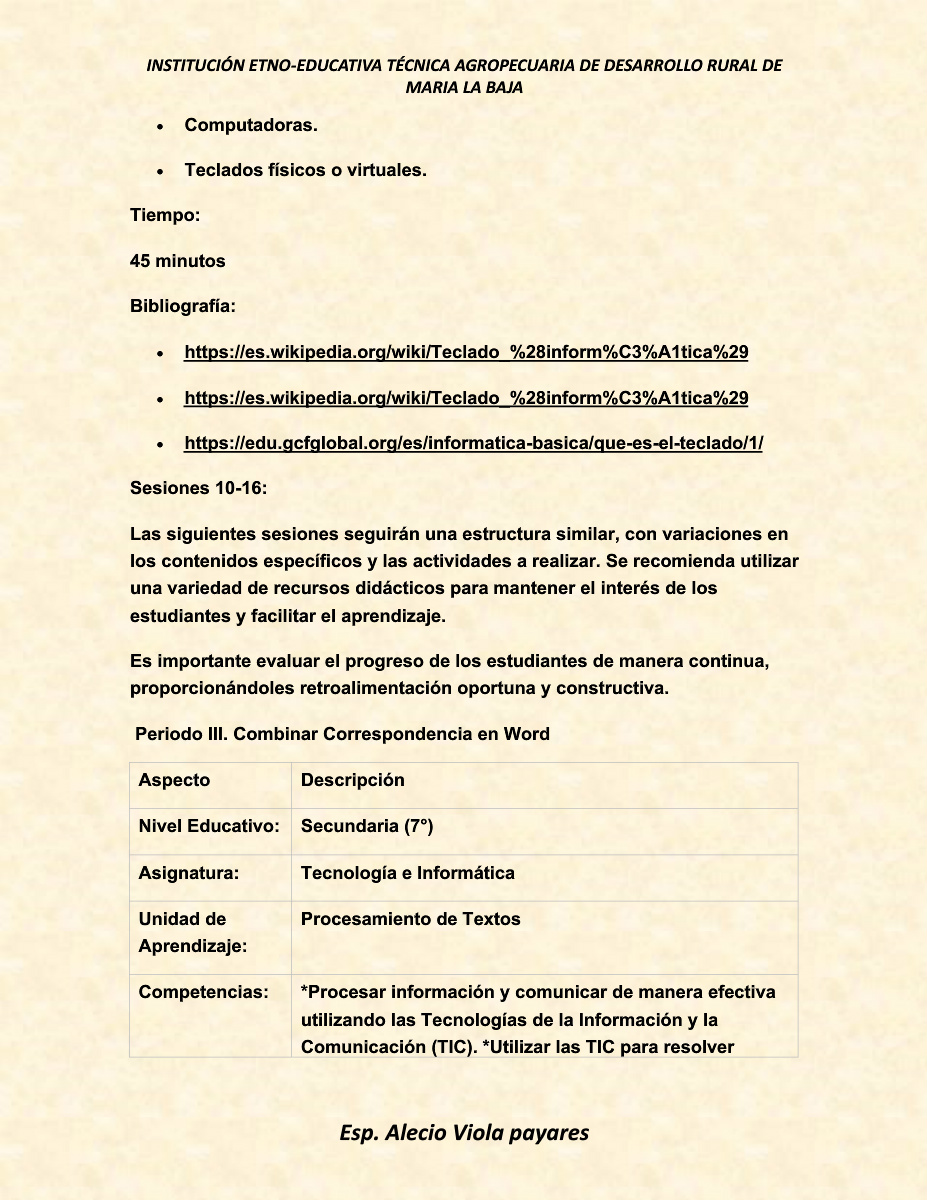 INSTITUCIÓN ETNO-EDUCATIVA TÉCNICA AGROPECUARIA DE DESARROLLO RURAL DE
MARIA LA BAJA
• Computadoras.
• Teclados físicos o virtuales.
Tiempo:
45 minutos
Bibliografía:
• https://es.wikipedia.org/wiki/Teclado_%28inform%C3%A1tica%29
• https://es.wikipedia.org/wiki/Teclado_%28inform%C3%A1tica%29
• https://edu.gcfglobal.org/es/informatica-basica/que-es-el-teclado/1/
Sesiones 10-16:
Las siguientes sesiones seguirán una estructura similar, con variaciones en
los contenidos específicos y las actividades a realizar. Se recomienda utilizar
una variedad de recursos didácticos para mantener el interés de los
estudiantes y facilitar el aprendizaje.
Es importante evaluar el progreso de los estudiantes de manera continua,
proporcionándoles retroalimentación oportuna y constructiva.
Periodo III. Combinar Correspondencia en Word
Aspecto Descripción
Nivel Educativo: Secundaria (7°)
Asignatura: Tecnología e Informática
Unidad de Procesamiento de Textos
Aprendizaje:
Competencias: *Procesar información y comunicar de manera efectiva
utilizando las Tecnologías de la Información y la
Comunicación (TIC). *Utilizar las TIC para resolver
Esp. Alecio Viola payares